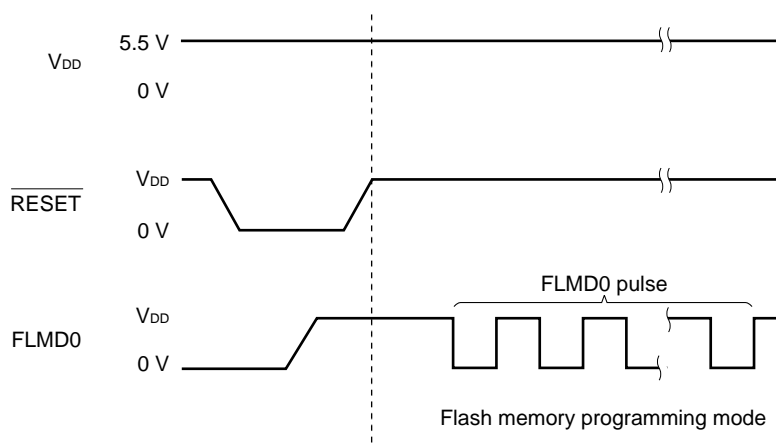 5.5 V
VDD
0 V
VDD
RESET
0 V
FLMD0 pulse
VDD
FLMD0
0 V
Flash memory programming mode